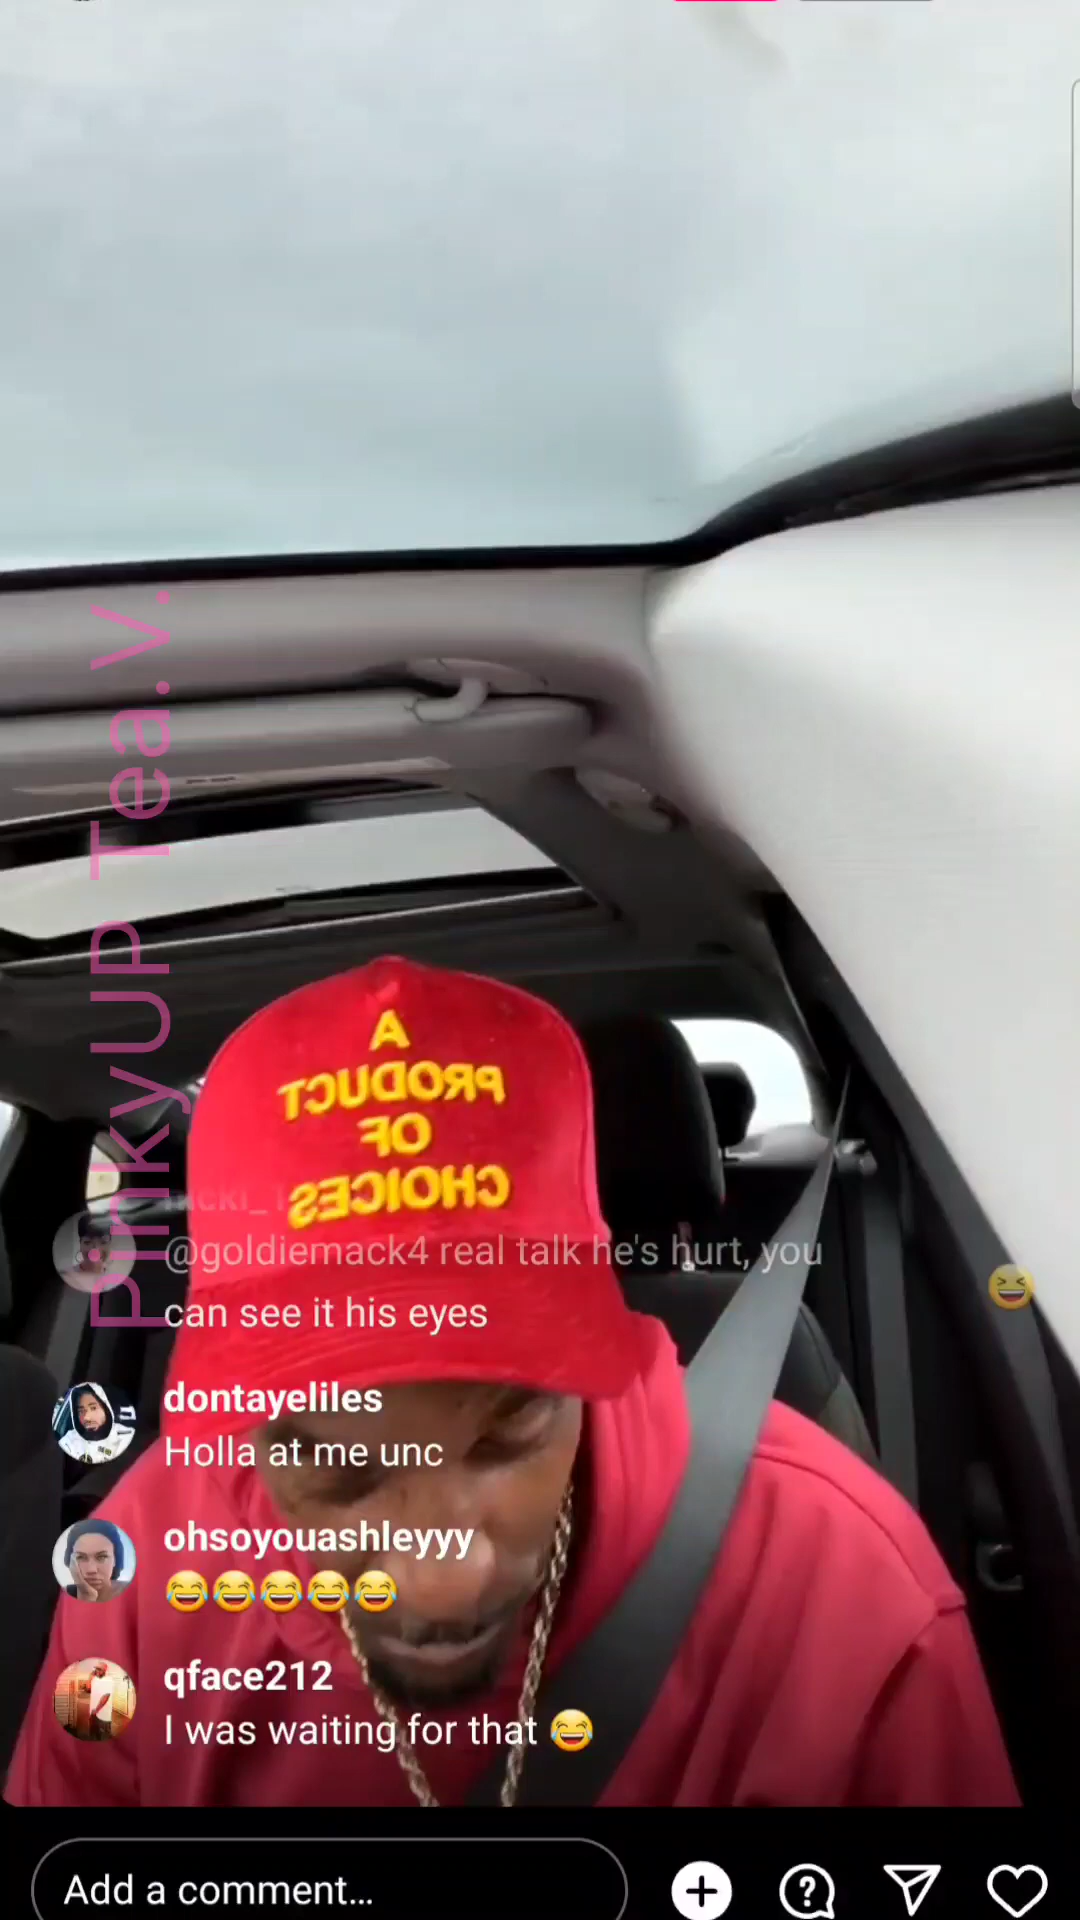 PinkyUP Tea.V.
A
PRODUCT
OF
CHOICES
@goldiemack4 real talk he's hurt, you
can see it his eyes
dontayeliles
Holla at me unc
ohsoyouashleyyy
😂😂😂😂😂
qface212
I was waiting for that 😂
Add a comment...